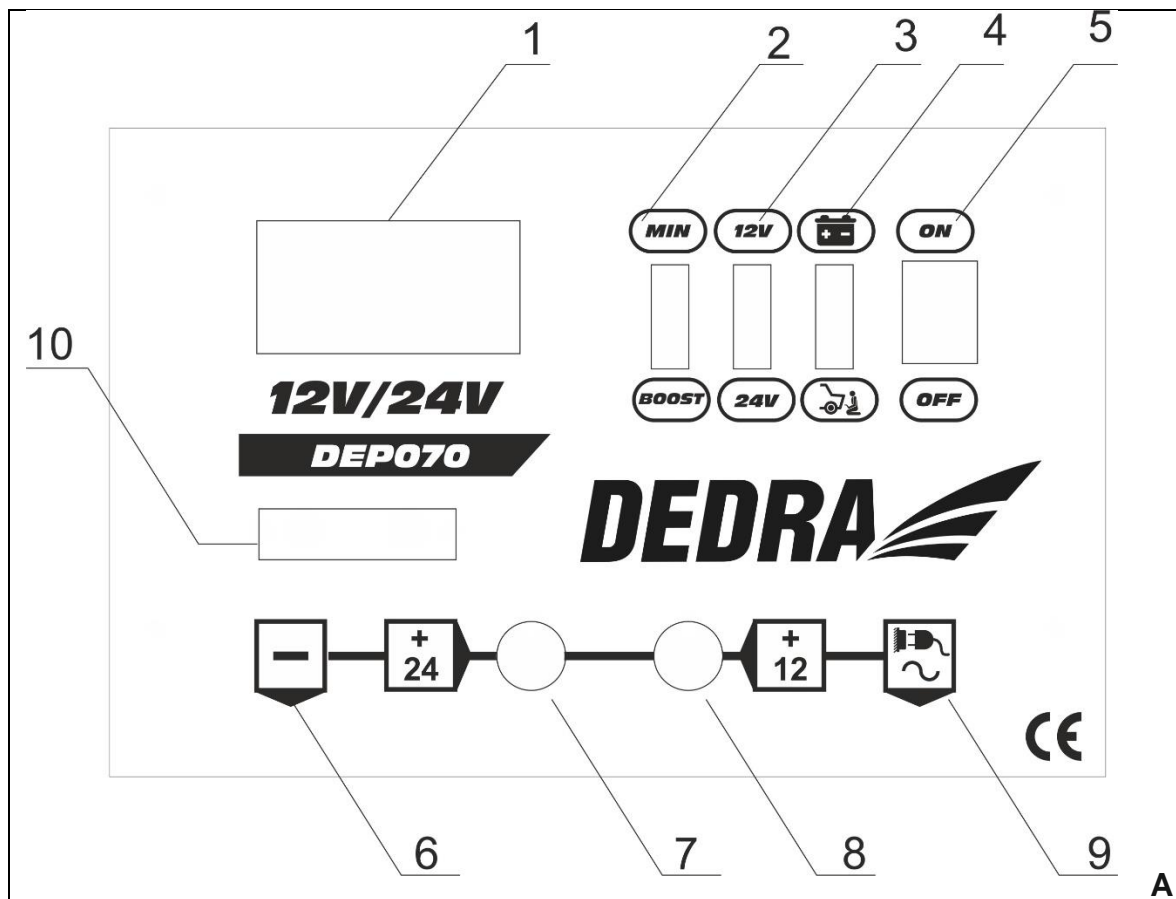 1 2 3 4 5
MIN 12V + - ON
10
BOOST 24V OFF
12V/24V
DEP070
DEDRA
- + 24 + 12
CE
6 7 8 9
A